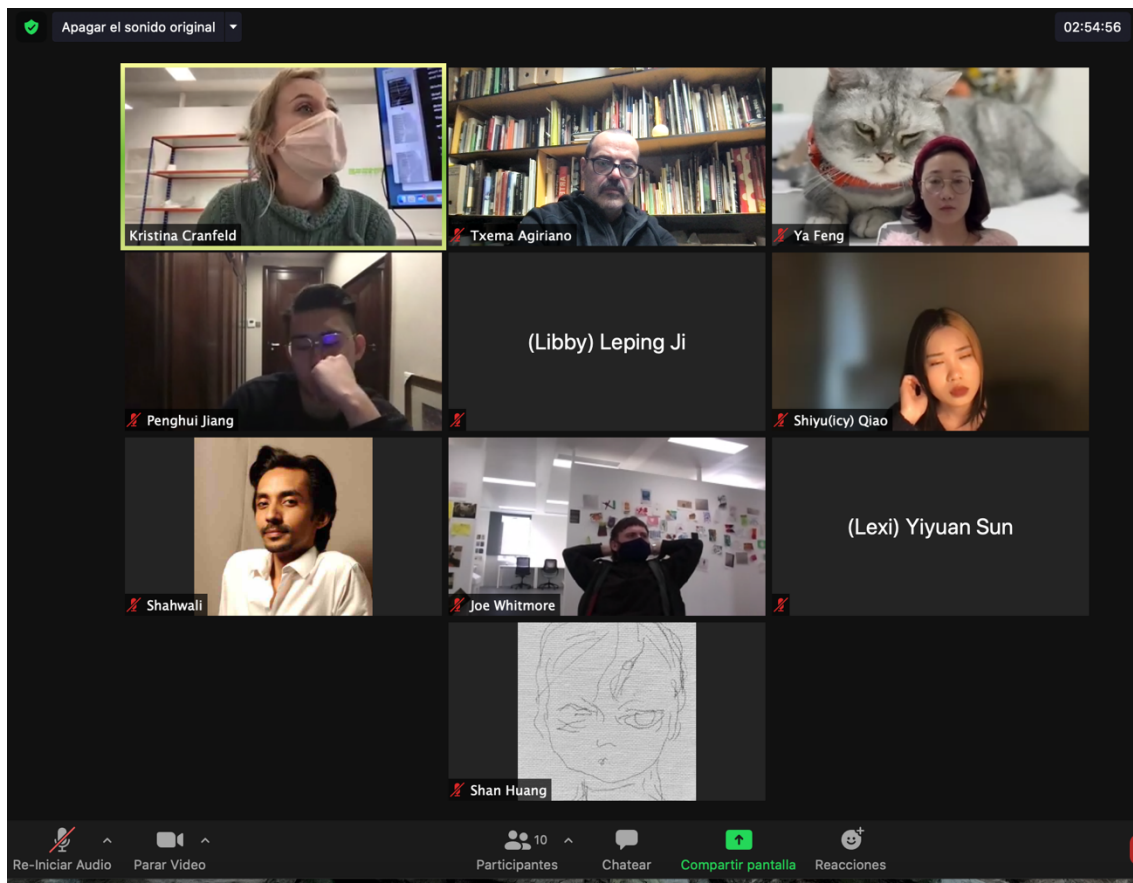 Apagar el sonido original
02:54:56
Kristina Cranfeld
Txema Agiriano
Ya Feng
Penghui Jiang
(Libby) Leping Ji
Shiyu(icy) Qiao
Shahwali
Joe Whitmore
(Lexi) Yiyuan Sun
Shan Huang
Re-Iniciar Audio
Parar Video
Participantes
10
Chatear
Compartir pantalla
Reacciones